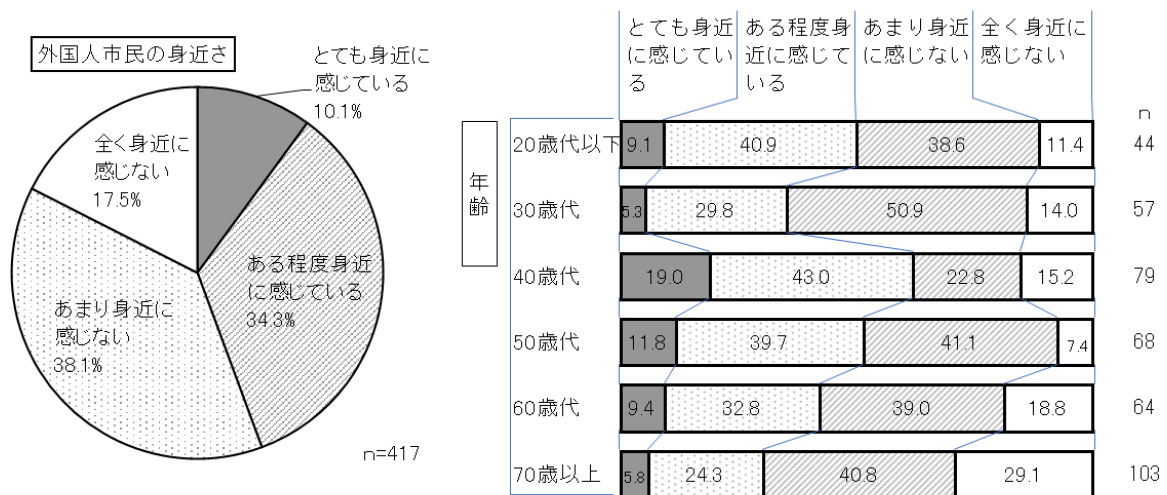 外国人市民の身近さ
とても身近に
感じている
10.1%
全く身近に
感じない
17.5%
ある程度身近
に感じている
34.3%
あまり身近に
感じない
38.1%
n=417
とても身近
に感じてい
る
ある程度身
近に感じて
いる
あまり身近
に感じない
全く身近に
感じない
n
年齢
20歳代以下 9.1 40.9 38.6 11.4 44
30歳代 5.3 29.8 50.9 14.0 57
40歳代 19.0 43.0 22.8 15.2 79
50歳代 11.8 39.7 41.1 7.4 68
60歳代 9.4 32.8 39.0 18.8 64
70歳以上 5.8 24.3 40.8 29.1 103